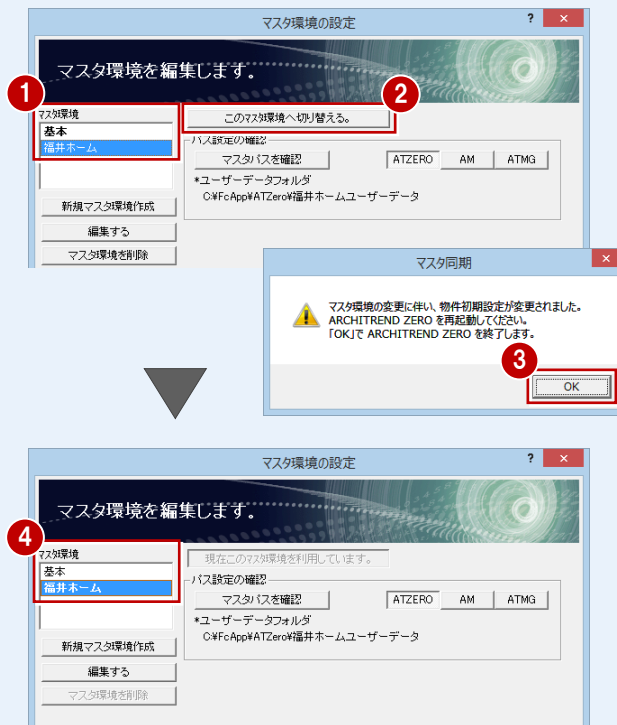 マスタ環境の設定
? ×
マスタ環境を編集します。
1
2
マスタ環境
このマスタ環境へ切り替える。
基本
福井ホーム
パス設定の確認
マスタパスを確認
ATZERO AM ATMG
*ユーザーデータフォルダ
C:¥FcApp¥ATZero¥福井ホームユーザーデータ
新規マスタ環境作成
編集する
マスタ環境を削除
マスタ同期
×
マスタ環境の変更に伴い、物件初期設定が変更されました。
ARCHITREND ZERO を再起動してください。
「OK」で ARCHITREND ZERO を終了します。
3
OK
マスタ環境の設定
? ×
マスタ環境を編集します。
4
マスタ環境
現在このマスタ環境を利用しています。
基本
福井ホーム
パス設定の確認
マスタパスを確認
ATZERO AM ATMG
*ユーザーデータフォルダ
C:¥FcApp¥ATZero¥福井ホームユーザーデータ
新規マスタ環境作成
編集する
マスタ環境を削除